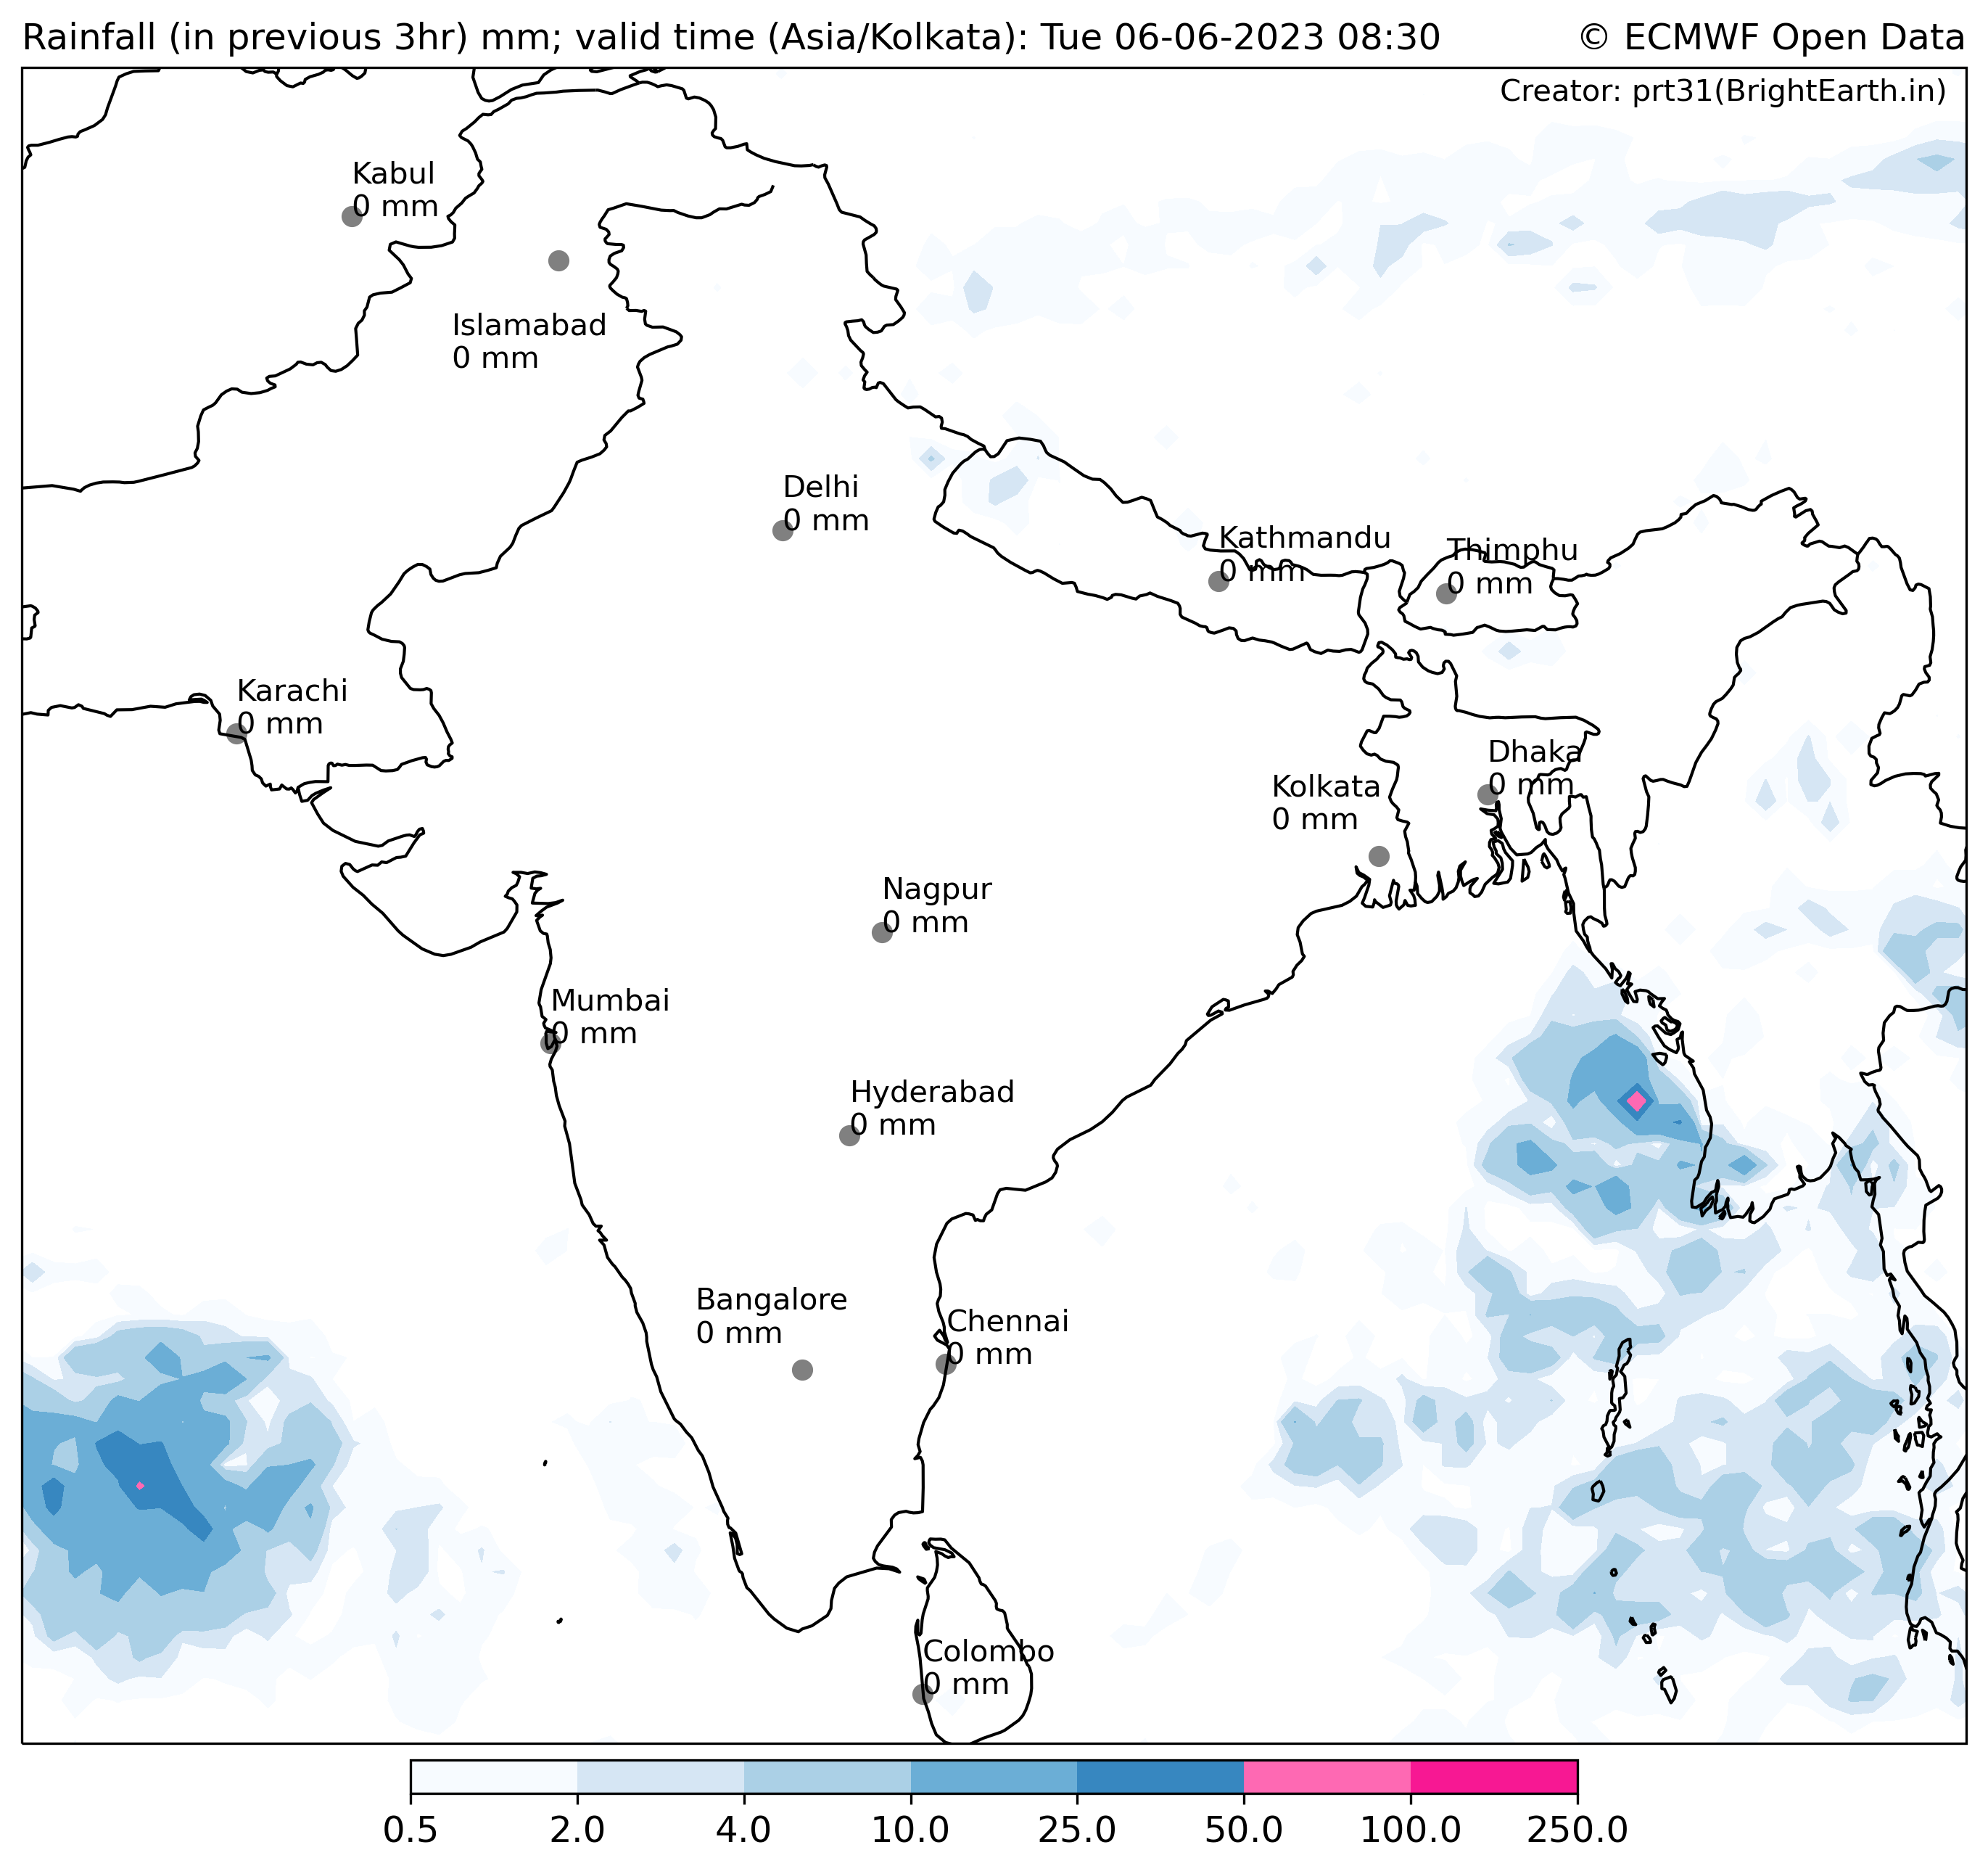 Rainfall (in previous 3hr) mm; valid time (Asia/Kolkata): Tue 06-06-2023 08:30
© ECMWF Open Data
Creator: prt31(BrightEarth.in)
Kabul
0 mm
Islamabad
0 mm
Delhi
0 mm
Kathmandu
0 mm
Thimphu
0 mm
Karachi
0 mm
Dhaka
0 mm
Kolkata
0 mm
Nagpur
0 mm
Mumbai
0 mm
Hyderabad
0 mm
Bangalore
0 mm
Chennai
0 mm
Colombo
0 mm
0.5 2.0 4.0 10.0 25.0 50.0 100.0 250.0